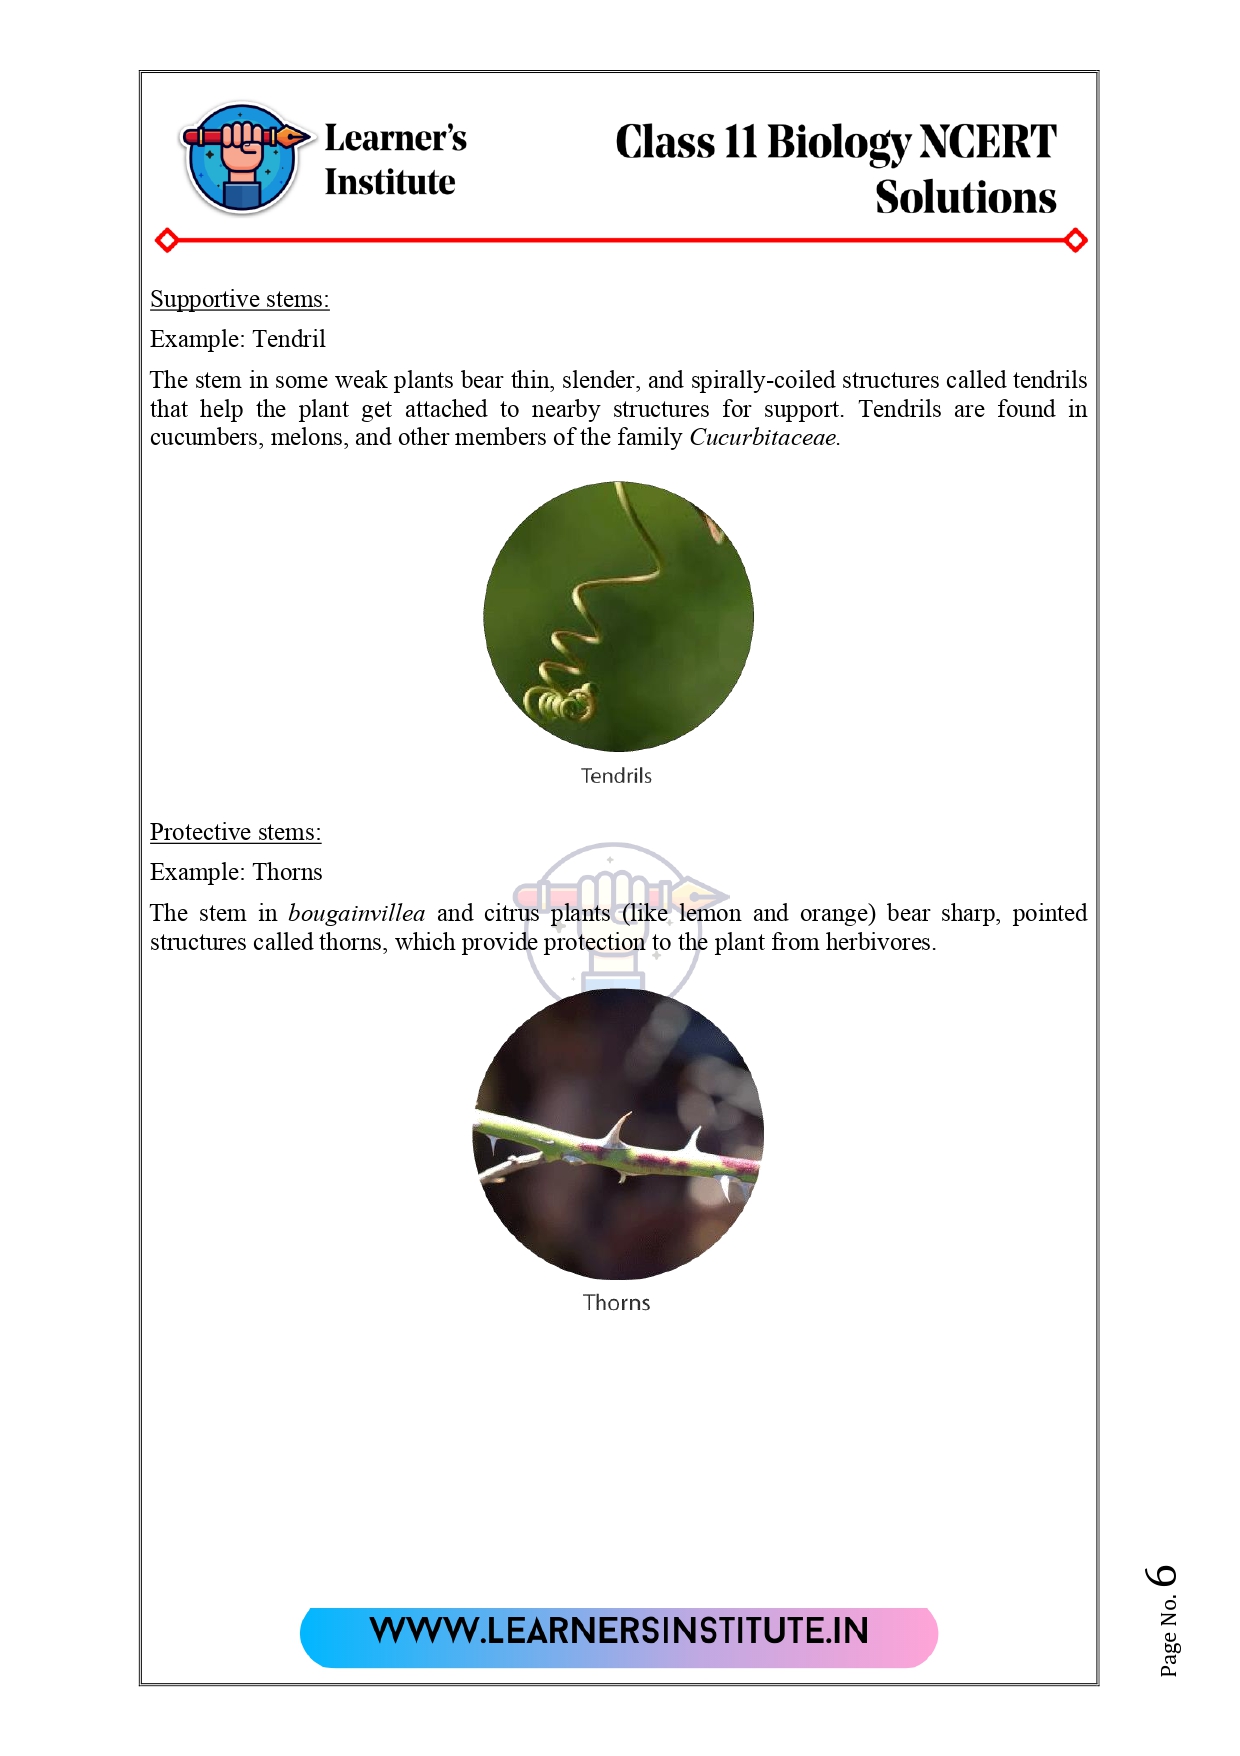 Learner's
Institute
Class 11 Biology NCERT
Solutions
Supportive stems:
Example: Tendril
The stem in some weak plants bear thin, slender, and spirally-coiled structures called tendrils
that help the plant get attached to nearby structures for support. Tendrils are found in
cucumbers, melons, and other members of the family Cucurbitaceae.
Tendrils
Protective stems:
Example: Thorns
The stem in bougainvillea and citrus plants (like lemon and orange) bear sharp, pointed
structures called thorns, which provide protection to the plant from herbivores.
Thorns
WWW.LEARNERSINSTITUTE.IN
Page No. 6